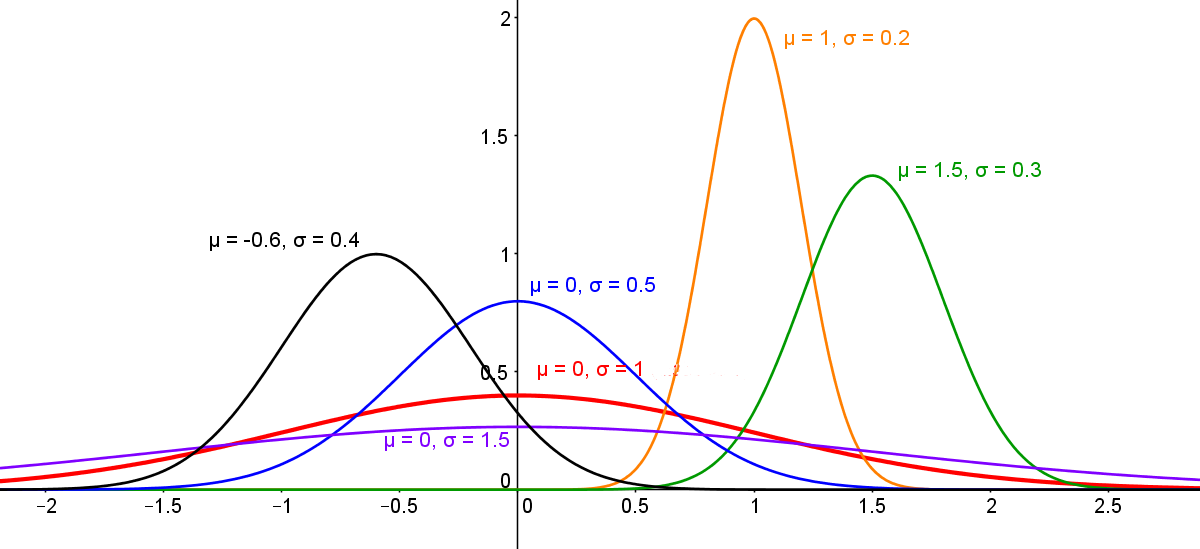 2
μ = 1, σ = 0.2
1.5
μ = 1.5, σ = 0.3
μ = -0.6, σ = 0.4
1
μ = 0, σ = 0.5
0.5
μ = 0, σ = 1
μ = 0, σ = 1.5
0
−2 −1.5 −1 −0.5 0 0.5 1 1.5 2 2.5